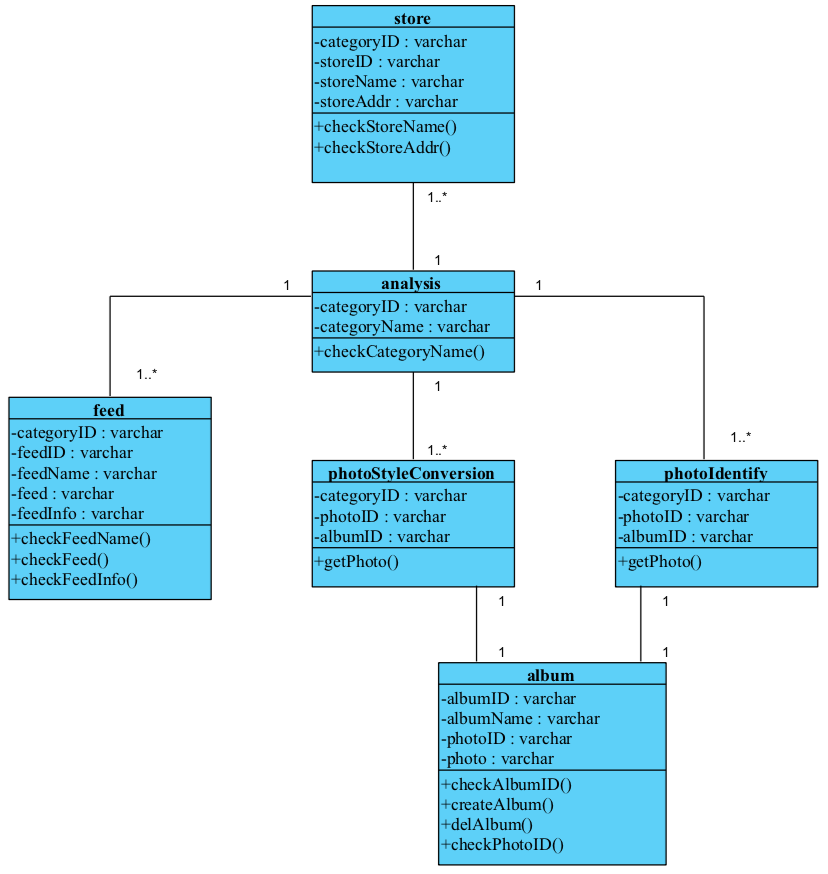 store
-categoryID : varchar
-storeID : varchar
-storeName : varchar
-storeAddr : varchar
+checkStoreName()
+checkStoreAddr()
1..*
1
analysis
-categoryID : varchar
-categoryName : varchar
+checkCategoryName()
1
1
1..*
1
1..*
1..*
feed
-categoryID : varchar
-feedID : varchar
-feedName : varchar
-feed : varchar
-feedInfo : varchar
+checkFeedName()
+checkFeed()
+checkFeedInfo()
photoStyleConversion
-categoryID : varchar
-photoID : varchar
-albumID : varchar
+getPhoto()
photoIdentify
-categoryID : varchar
-photoID : varchar
-albumID : varchar
+getPhoto()
1
1
1
1
album
-albumID : varchar
-albumName : varchar
-photoID : varchar
-photo : varchar
+checkAlbumID()
+createAlbum()
+delAlbum()
+checkPhotoID()